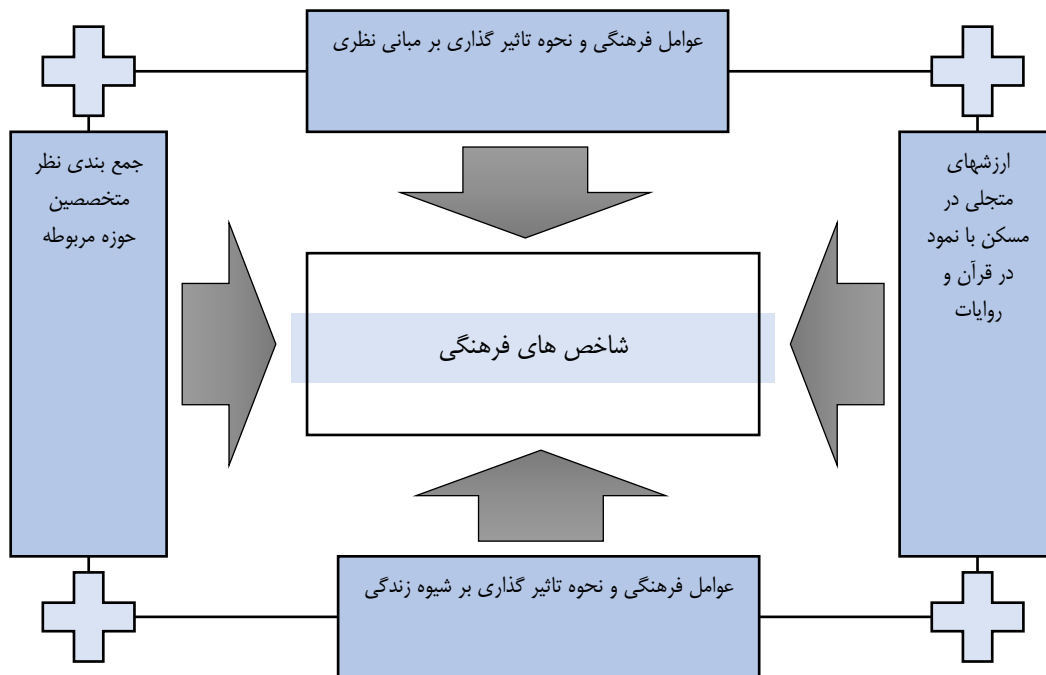 عوامل فرهنگی و نحوه تاثیر گذاری بر مبانی نظری
ارزشهای
متجلی در
مسکن با نمود
در قرآن و
روایات
جمع بندی نظر
متخصصین
حوزه مربوطه
شاخص های فرهنگی
عوامل فرهنگی و نحوه تاثیر گذاری بر شیوه زندگی